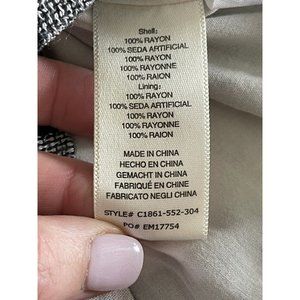 Shell:
100% RAYON
100% SEDA ARTIFICIAL
100% RAYON
100% RAYONNE
100% RAION
Lining:
100% RAYON
100% SEDA ARTIFICIAL
100% RAYON
100% RAYONNE
100% RAION
MADE IN CHINA
HECHO EN CHINA
GEMACHT IN CHINA
FABRIQUÉ EN CHINE
FABRICATO NEGLI CHINA
STYLE# C1861-552-304
PO# EM17754